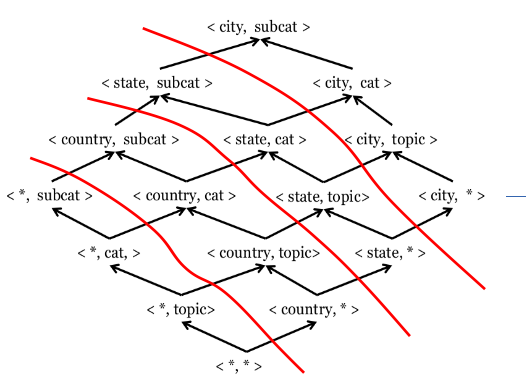 < city, subcat >
< state, subcat >
< city, cat >
< country, subcat >
< state, cat >
< city, topic >
< *, subcat >
< country, cat >
< state, topic>
< city, * >
< *, cat, >
< country, topic>
< state, * >
< *, topic>
< country, * >
< *, * >